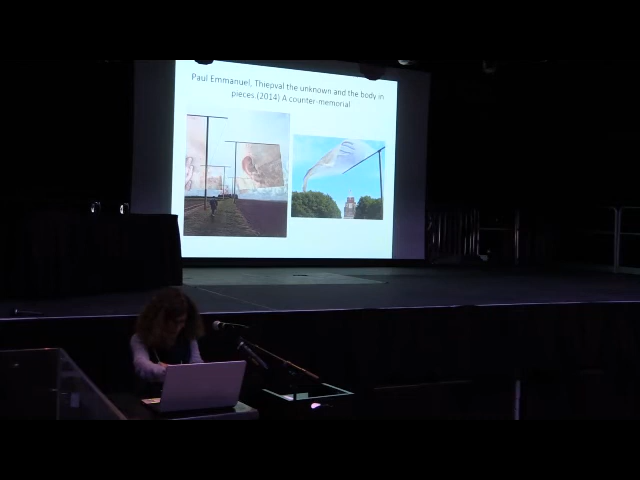 Paul Emmanuel, Thiepval the unknown and the body in
pieces (2014) A counter-memorial